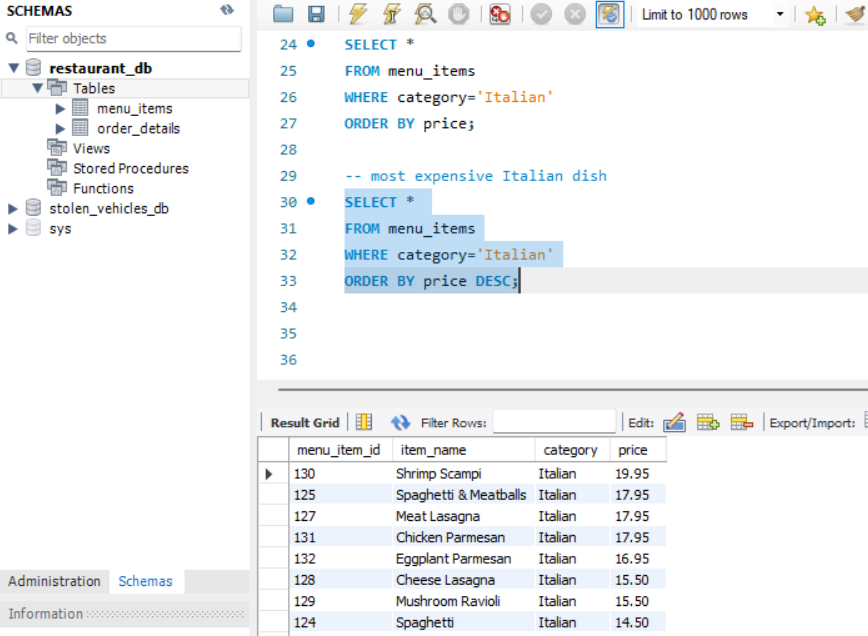 SCHEMAS
Filter objects
restaurant_db
Tables
menu_items
order_details
Views
Stored Procedures
Functions
stolen_vehicles_db
sys
Administration Schemas
Information
Limit to 1000 rows
24 SELECT *
25 FROM menu_items
26 WHERE category='Italian'
27 ORDER BY price;
28
29 -- most expensive Italian dish
30 SELECT *
31 FROM menu_items
32 WHERE category='Italian'
33 ORDER BY price DESC;
34
35
36
Result Grid Filter Rows: Edit: Export/Import:
menu_item_id item_name category price
130 Shrimp Scampi Italian 19.95
125 Spaghetti & Meatballs Italian 17.95
127 Meat Lasagna Italian 17.95
131 Chicken Parmesan Italian 17.95
132 Eggplant Parmesan Italian 16.95
128 Cheese Lasagna Italian 15.50
129 Mushroom Ravioli Italian 15.50
124 Spaghetti Italian 14.50